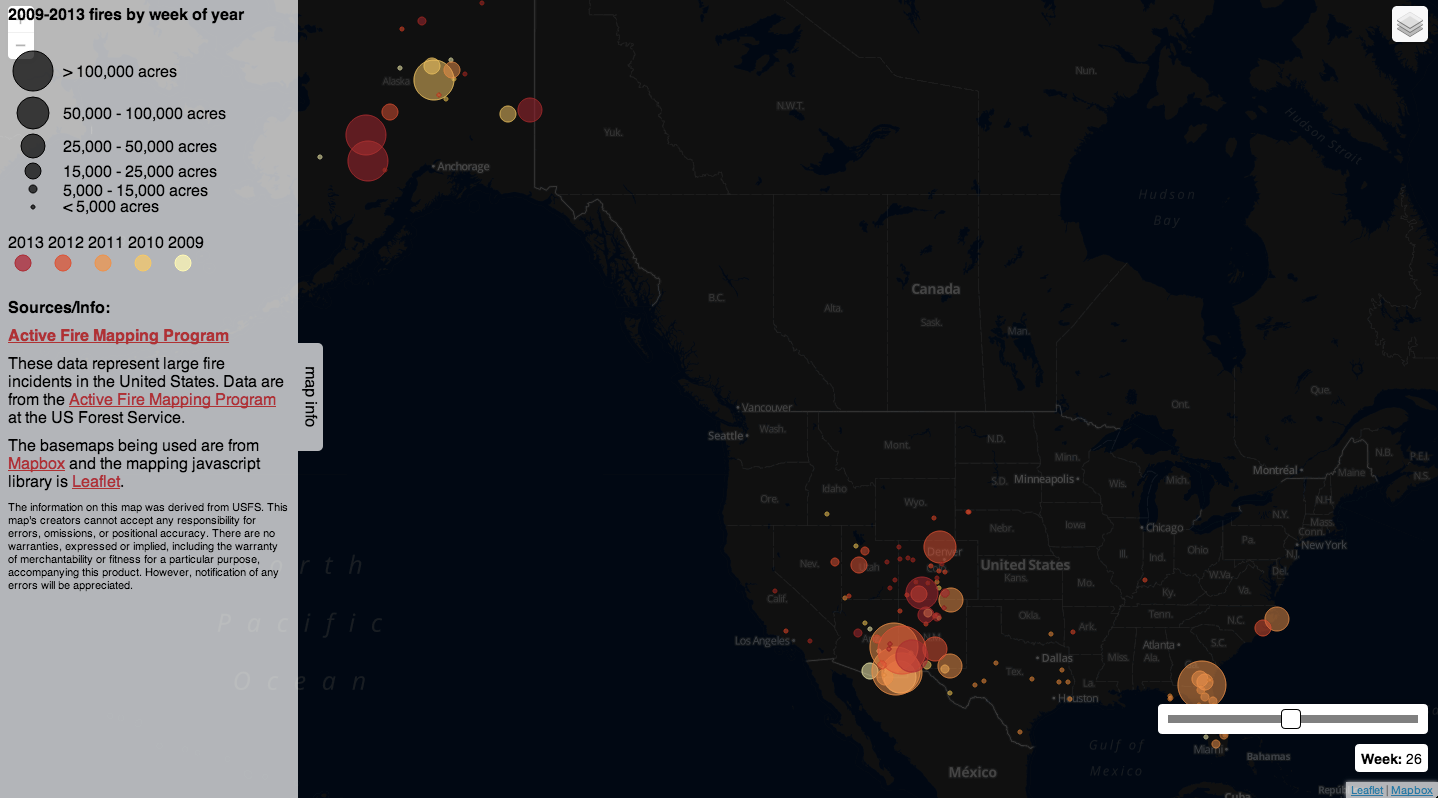 2009-2013 fires by week of year
−
> 100,000 acres
50,000 - 100,000 acres
25,000 - 50,000 acres
15,000 - 25,000 acres
5,000 - 15,000 acres
< 5,000 acres
2013 2012 2011 2010 2009
Sources/Info:
Active Fire Mapping Program
These data represent large fire
incidents in the United States. Data are
from the Active Fire Mapping Program
at the US Forest Service.
The basemaps being used are from
Mapbox and the mapping javascript
library is Leaflet.
The information on this map was derived from USFS. This
map's creators cannot accept any responsibility for
errors, omissions, or positional accuracy. There are no
warranties, expressed or implied, including the warranty
of merchantability or fitness for a particular purpose,
accompanying this product. However, notification of any
errors will be appreciated.
map info
Alaska
Anchorage
Yuk.
N.W.T.
Nun.
Hudson Strait
Hudson
Bay
Canada
B.C.
Alta.
Sask.
Man.
Ont.
Que.
Vancouver
Seattle
Wash.
Mont.
N.D.
Minn.
Montréal
N.B.
P.E.I.
Maine
N.S.
Ore.
Idaho
Wyo.
S.D.
Minneapolis
Wis.
Mich.
N.H.
N.Y.
Mass.
Conn.
Nebr.
Iowa
Chicago
New York
Pa.
N.J.
Nev.
Utah
Denver
United States
Ill.
Ind.
Ohio
Del.
Kans.
Mo.
W.Va.
Va.
Ky.
Calif.
Okla.
Ark.
Tenn.
N.C.
Los Angeles
N.M.
Dallas
Tex.
Miss.
Ala.
Atlanta
S.C.
La.
Houston
North
Pacific
Ocean
Gulf of
Mexico
Miami
Bahamas
México
Cuba
Week: 26
Leaflet | Mapbox